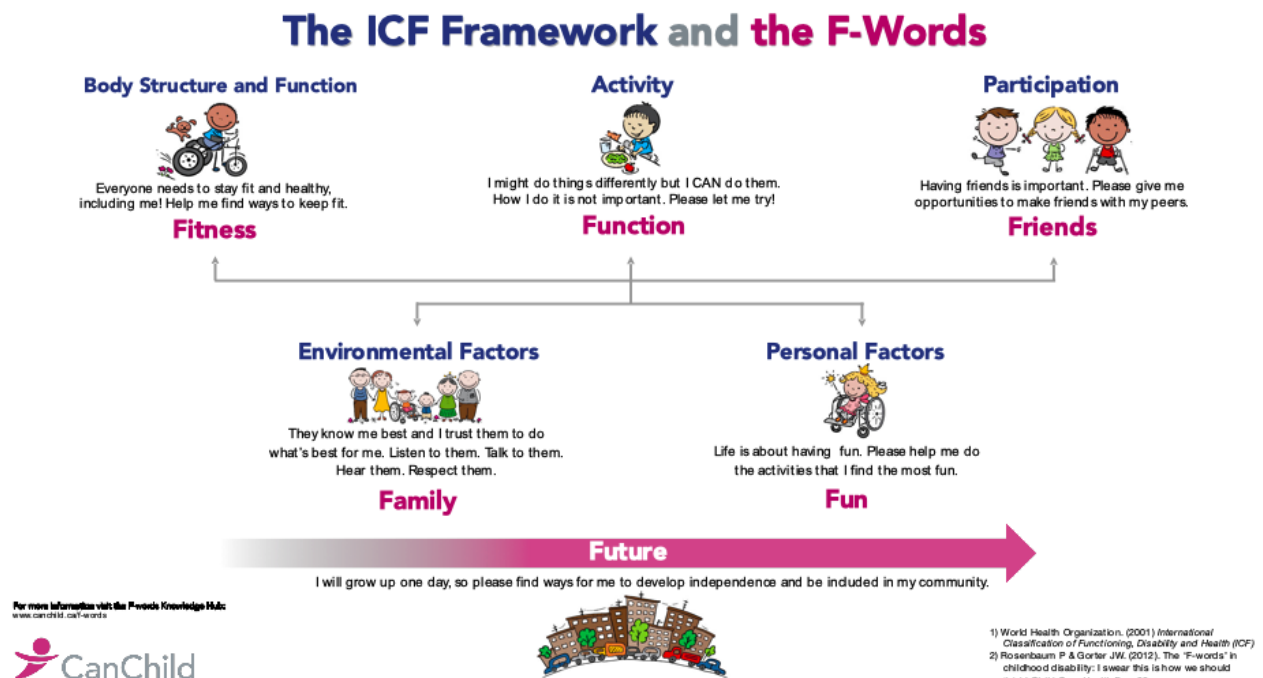 The ICF Framework and the F-Words
Body Structure and Function
Everyone needs to stay fit and healthy,
including me! Help me find ways to keep fit.
Fitness
Activity
I might do things differently but I CAN do them.
How I do it is not important. Please let me try!
Function
Participation
Having friends is important. Please give me
opportunities to make friends with my peers.
Friends
Environmental Factors
They know me best and I trust them to do
what's best for me. Listen to them. Talk to them.
Hear them. Respect them.
Family
Personal Factors
Life is about having fun. Please help me do
the activities that I find the most fun.
Fun
Future
I will grow up one day, so please find ways for me to develop independence and be included in my community.
For more information visit the F-words Knowledge Hub:
www.canchild.ca/f-words
CanChild
1) World Health Organization. (2001) International
Classification of Functioning, Disability and Health (ICF)
2) Rosenbaum P & Gorter JW. (2012). The "F-words" in
childhood disability: I swear this is how we should